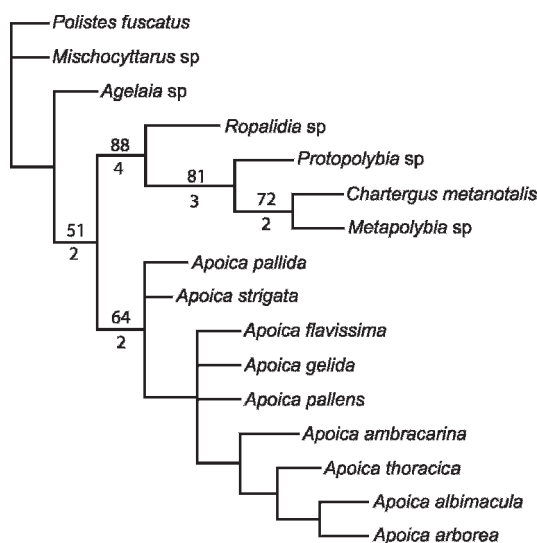 Polistes fuscatus
Mischocyttarus sp
Agelaia sp
Ropalidia sp
88
4
Protopolybia sp
81
3
Chartergus metanotalis
72
2
Metapolybia sp
51
2
Apoica pallida
Apoica strigata
64
2
Apoica flavissima
Apoica gelida
Apoica pallens
Apoica ambracarina
Apoica thoracica
Apoica albimacula
Apoica arborea